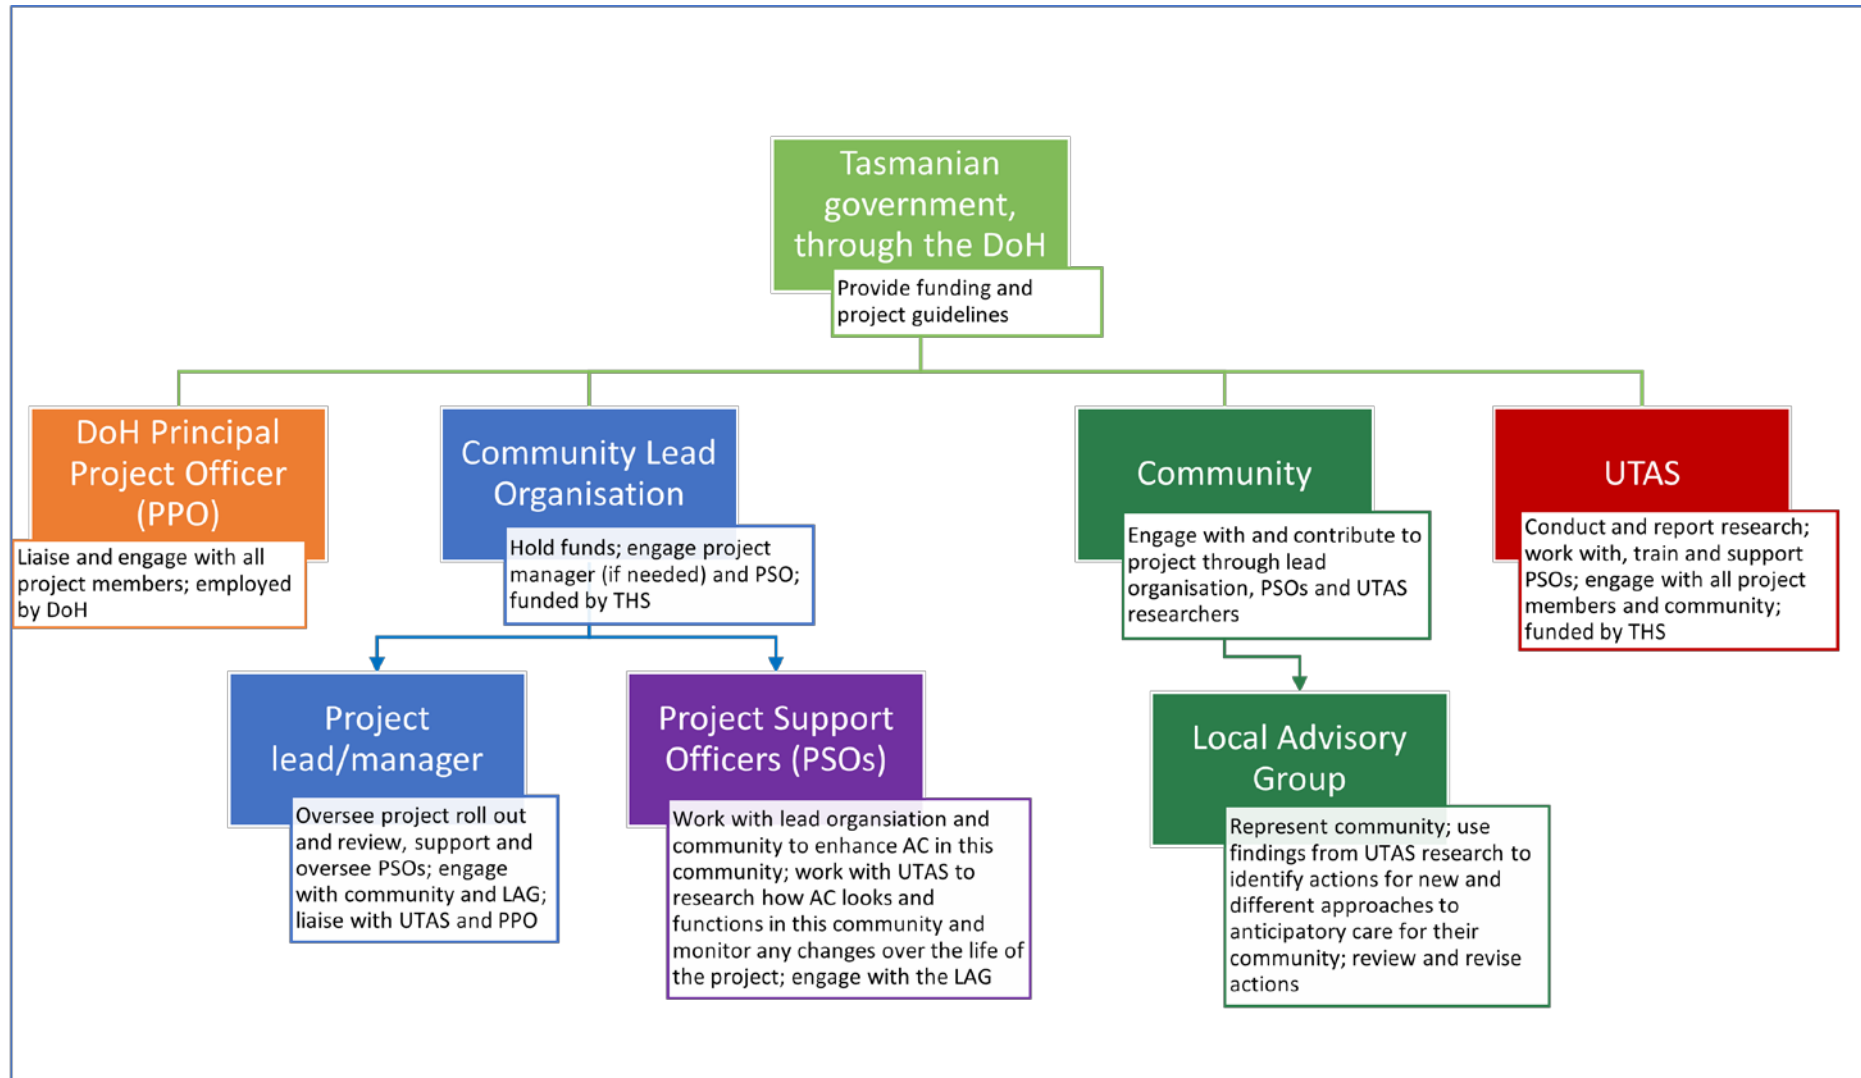 Tasmanian
government,
through the DoH
Provide funding and
project guidelines
DoH Principal
Project Officer
(PPO)
Liaise and engage with all
project members; employed
by DoH
Community Lead
Organisation
Hold funds; engage project
manager (if needed) and PSO;
funded by THS
Community
Engage with and contribute to
project through lead
organisation, PSOs and UTAS
researchers
UTAS
Conduct and report research;
work with, train and support
PSOs; engage with all project
members and community;
funded by THS
Project
lead/manager
Oversee project roll out
and review, support and
oversee PSOs; engage
with community and LAG;
liaise with UTAS and PPO
Project Support
Officers (PSOs)
Work with lead organsiation and
community to enhance AC in this
community; work with UTAS to
research how AC looks and
functions in this community and
monitor any changes over the life of
the project; engage with the LAG
Local Advisory
Group
Represent community; use
findings from UTAS research to
identify actions for new and
different approaches to
anticipatory care for their
community; review and revise
actions